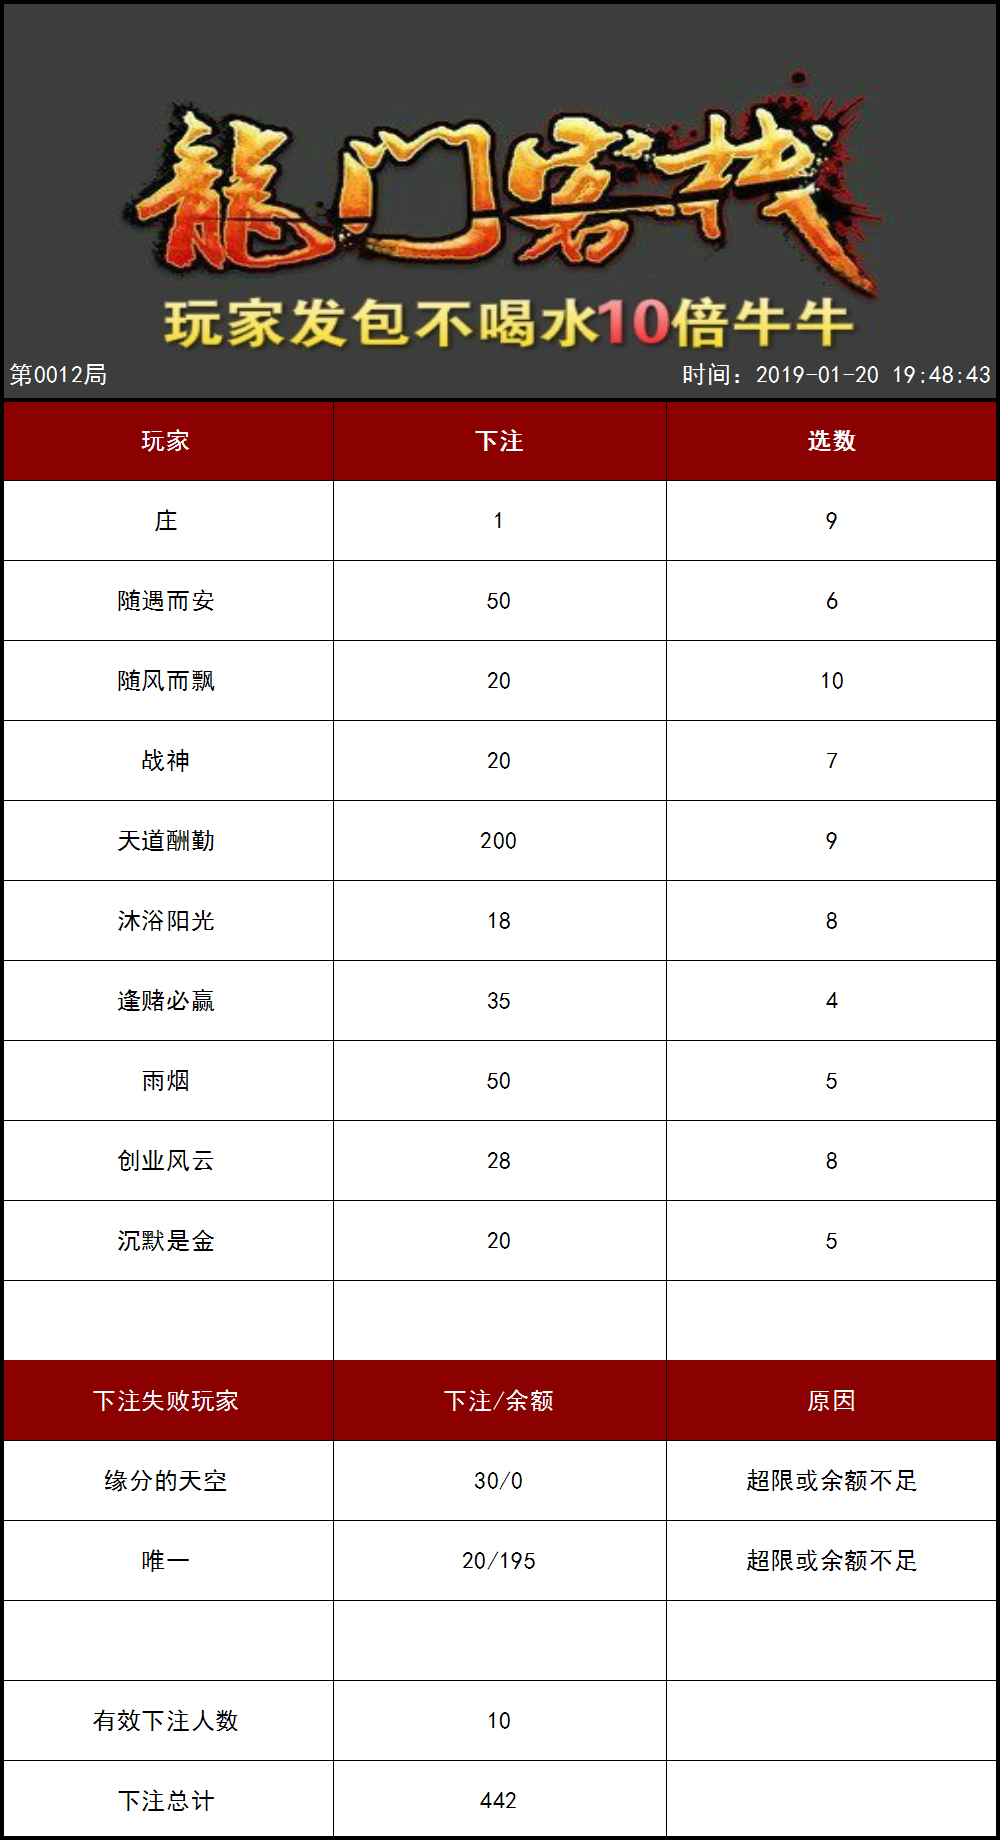 龍门客栈
玩家发包不喝水10倍牛牛
第0012局 时间：2019-01-20 19:48:43
玩家 下注 选数
庄 1 9
随遇而安 50 6
随风而飘 20 10
战神 20 7
天道酬勤 200 9
沐浴阳光 18 8
逢赌必赢 35 4
雨烟 50 5
创业风云 28 8
沉默是金 20 5
下注失败玩家 下注/余额 原因
缘分的天空 30/0 超限或余额不足
唯一 20/195 超限或余额不足
有效下注人数 10
下注总计 442